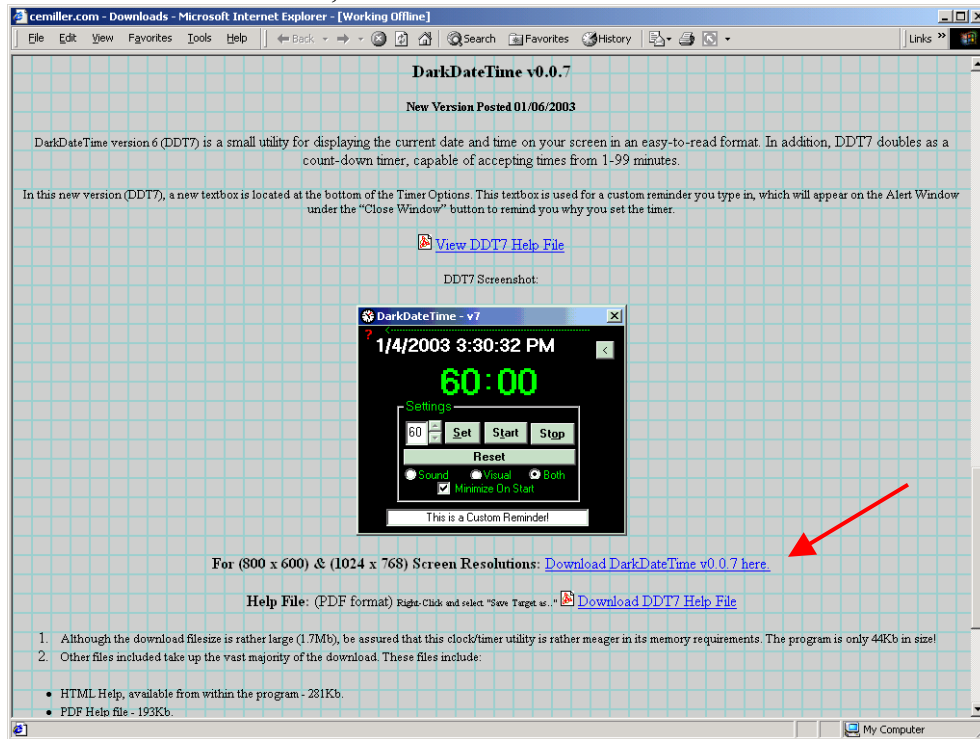 cemiller.com - Downloads - Microsoft Internet Explorer - [Working Offline]
File Edit View Favorites Tools Help Back Search Favorites History Links »
DarkDateTime v0.0.7
New Version Posted 01/06/2003
DarkDateTime version 6 (DDT7) is a small utility for displaying the current date and time on your screen in an easy-to-read format. In addition, DDT7 doubles as a
count-down timer, capable of accepting times from 1-99 minutes.
In this new version (DDT7), a new textbox is located at the bottom of the Timer Options. This textbox is used for a custom reminder you type in, which will appear on the Alert Window
under the "Close Window" button to remind you why you set the timer.
View DDT7 Help File
DDT7 Screenshot:
DarkDateTime - v7
?
1/4/2003 3:30:32 PM <
60:00
Settings
60 Set Start Stop
Reset
Sound Visual Both
Minimize On Start
This is a Custom Reminder!
For (800 x 600) & (1024 x 768) Screen Resolutions: Download DarkDateTime v0.0.7 here.
Help File: (PDF format) Right-Click and select "Save Target as.." Download DDT7 Help File
1. Although the download filesize is rather large (1.7Mb), be assured that this clock/timer utility is rather meager in its memory requirements. The program is only 44Kb in size!
2. Other files included take up the vast majority of the download. These files include:
• HTML Help, available from within the program - 281Kb.
• PDF Help file - 193Kb.
My Computer